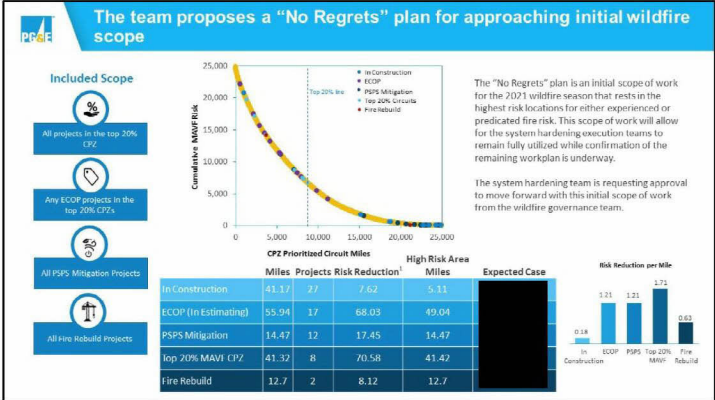 PG&E
The team proposes a “No Regrets” plan for approaching initial wildfire
scope
Included Scope
%
All projects in the top 20%
CPZ
Any ECOP projects in the
top 20% CPZs
All PSPS Mitigation Projects
All Fire Rebuild Projects
Cumulative MAVF Risk
25,000
20,000
15,000
10,000
5,000
0
Top 20% line
In Construction
ECOP
PSPS Mitigation
Top 20% Circuits
Fire Rebuild
0 5,000 10,000 15,000 20,000 25,000
CPZ Prioritized Circuit Miles
The “No Regrets” plan is an initial scope of work
for the 2021 wildfire season that rests in the
highest risk locations for either experienced or
predicated fire risk. This scope of work will allow
for the system hardening execution teams to
remain fully utilized while confirmation of the
remaining workplan is underway.
The system hardening team is requesting approval
to move forward with this initial scope of work
from the wildfire governance team.
Miles Projects Risk Reduction¹ High Risk Area Miles Expected Case
In Construction 41.17 27 7.62 5.11
ECOP (In Estimating) 55.94 17 68.03 49.04
PSPS Mitigation 14.47 12 17.45 14.47
Top 20% MAVF CPZ 41.32 8 70.58 41.42
Fire Rebuild 12.7 2 8.12 12.7
Risk Reduction per Mile
0.18 1.21 1.21 1.71 0.63
In Construction ECOP PSPS Top 20% MAVF Fire Rebuild